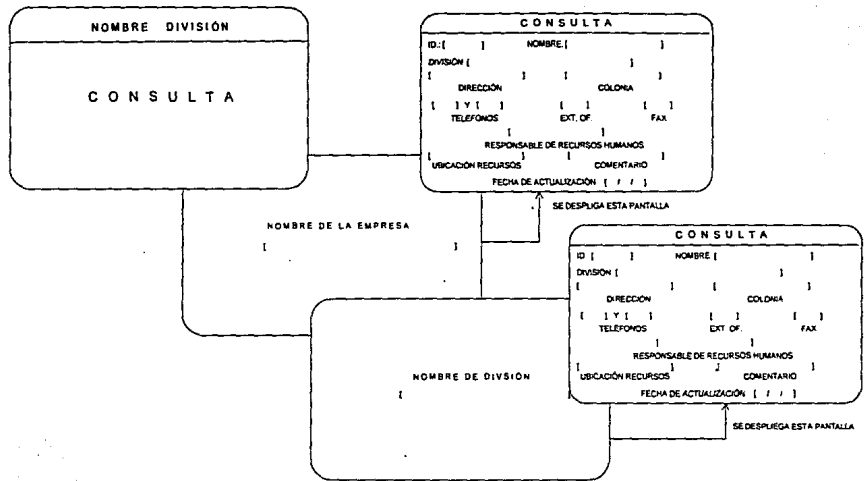 NOMBRE DIVISIÓN
CONSULTA
CONSULTA
ID.: [ ] NOMBRE. [ ]
DIVISIÓN [ ]
[ ] [ ]
DIRECCIÓN COLONIA
[ ] Y [ ] [ ] [ ]
TELÉFONOS EXT. OF. FAX
[ ]
RESPONSABLE DE RECURSOS HUMANOS
[ ] [ ]
UBICACIÓN RECURSOS COMENTARIO
FECHA DE ACTUALIZACIÓN [ / / ]
SE DESPLIGA ESTA PANTALLA
NOMBRE DE LA EMPRESA
[ ]
CONSULTA
ID [ ] NOMBRE [ ]
DIVISIÓN [ ]
[ ] [ ]
DIRECCIÓN COLONIA
[ ] Y [ ] [ ] [ ]
TELÉFONOS EXT OF. FAX
[ ]
RESPONSABLE DE RECURSOS HUMANOS
[ ] [ ]
UBICACIÓN RECURSOS COMENTARIO
FECHA DE ACTUALIZACIÓN [ / / ]
SE DESPLIEGA ESTA PANTALLA
NOMBRE DE DIVSIÓN
[